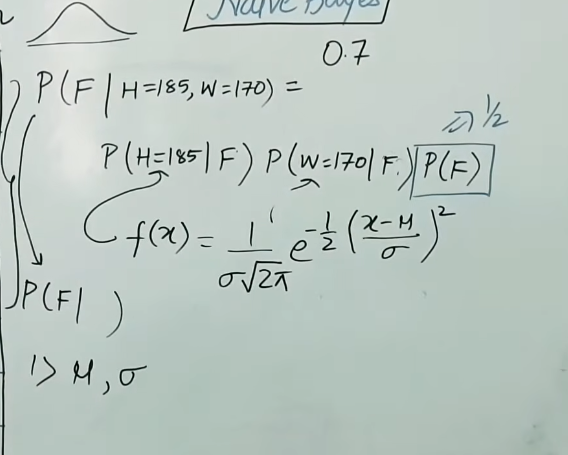 Naive Bayes
0.7
P(F | H=185, W=170) =
1/2
P(H=185 | F) P(W=170 | F) P(F)
f(x) = 1/(σ√2π) e^{-1/2 ((x-μ)/σ)^2}
P(F | )
1> μ, σ